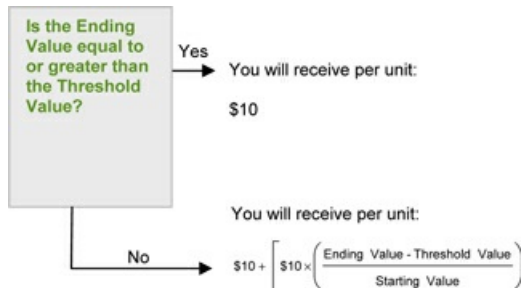 Is the Ending
Value equal to
or greater than
the Threshold
Value?
Yes
You will receive per unit:
$10
You will receive per unit:
No
$10 + [ $10 × ( Ending Value - Threshold Value
Starting Value )